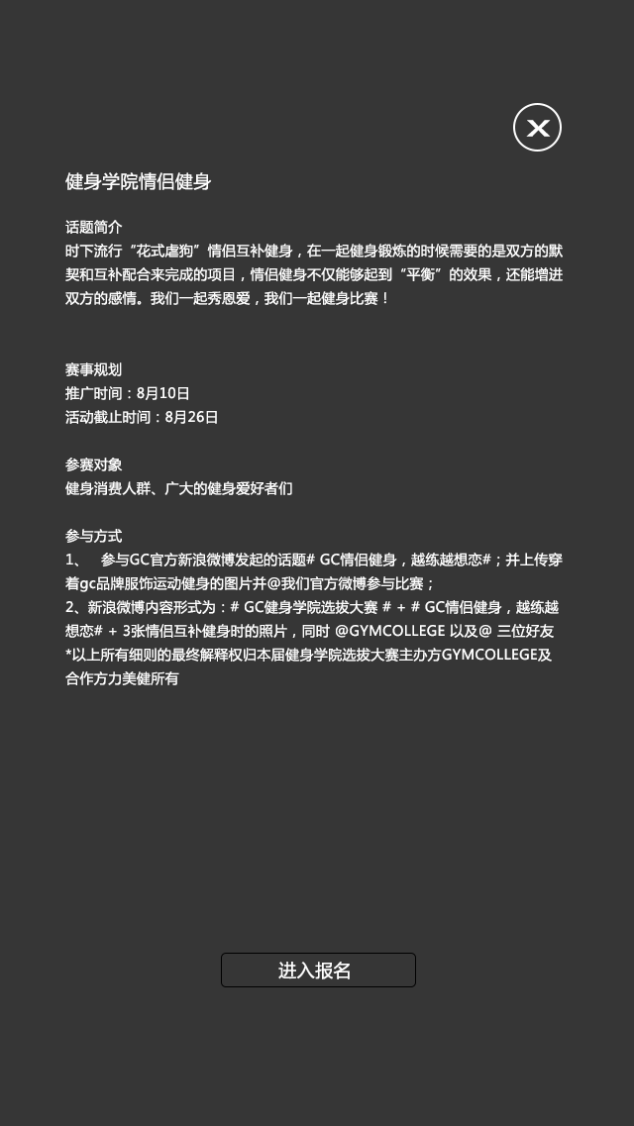 健身学院情侣健身
话题简介
时下流行“花式虐狗”情侣互补健身，在一起健身锻炼的时候需要的是双方的默
契和互补配合来完成的项目，情侣健身不仅能够起到“平衡”的效果，还能增进
双方的感情。我们一起秀恩爱，我们一起健身比赛！
赛事规划
推广时间：8月10日
活动截止时间：8月26日
参赛对象
健身消费人群、广大的健身爱好者们
参与方式
1、 参与GC官方新浪微博发起的话题# GC情侣健身，越练越想恋#；并上传穿
着gc品牌服饰运动健身的图片并@我们官方微博参与比赛；
2、新浪微博内容形式为：# GC健身学院选拔大赛 # + # GC情侣健身，越练越
想恋# + 3张情侣互补健身时的照片，同时 @GYMCOLLEGE 以及@ 三位好友
*以上所有细则的最终解释权归本届健身学院选拔大赛主办方GYMCOLLEGE及
合作方力美健所有
进入报名